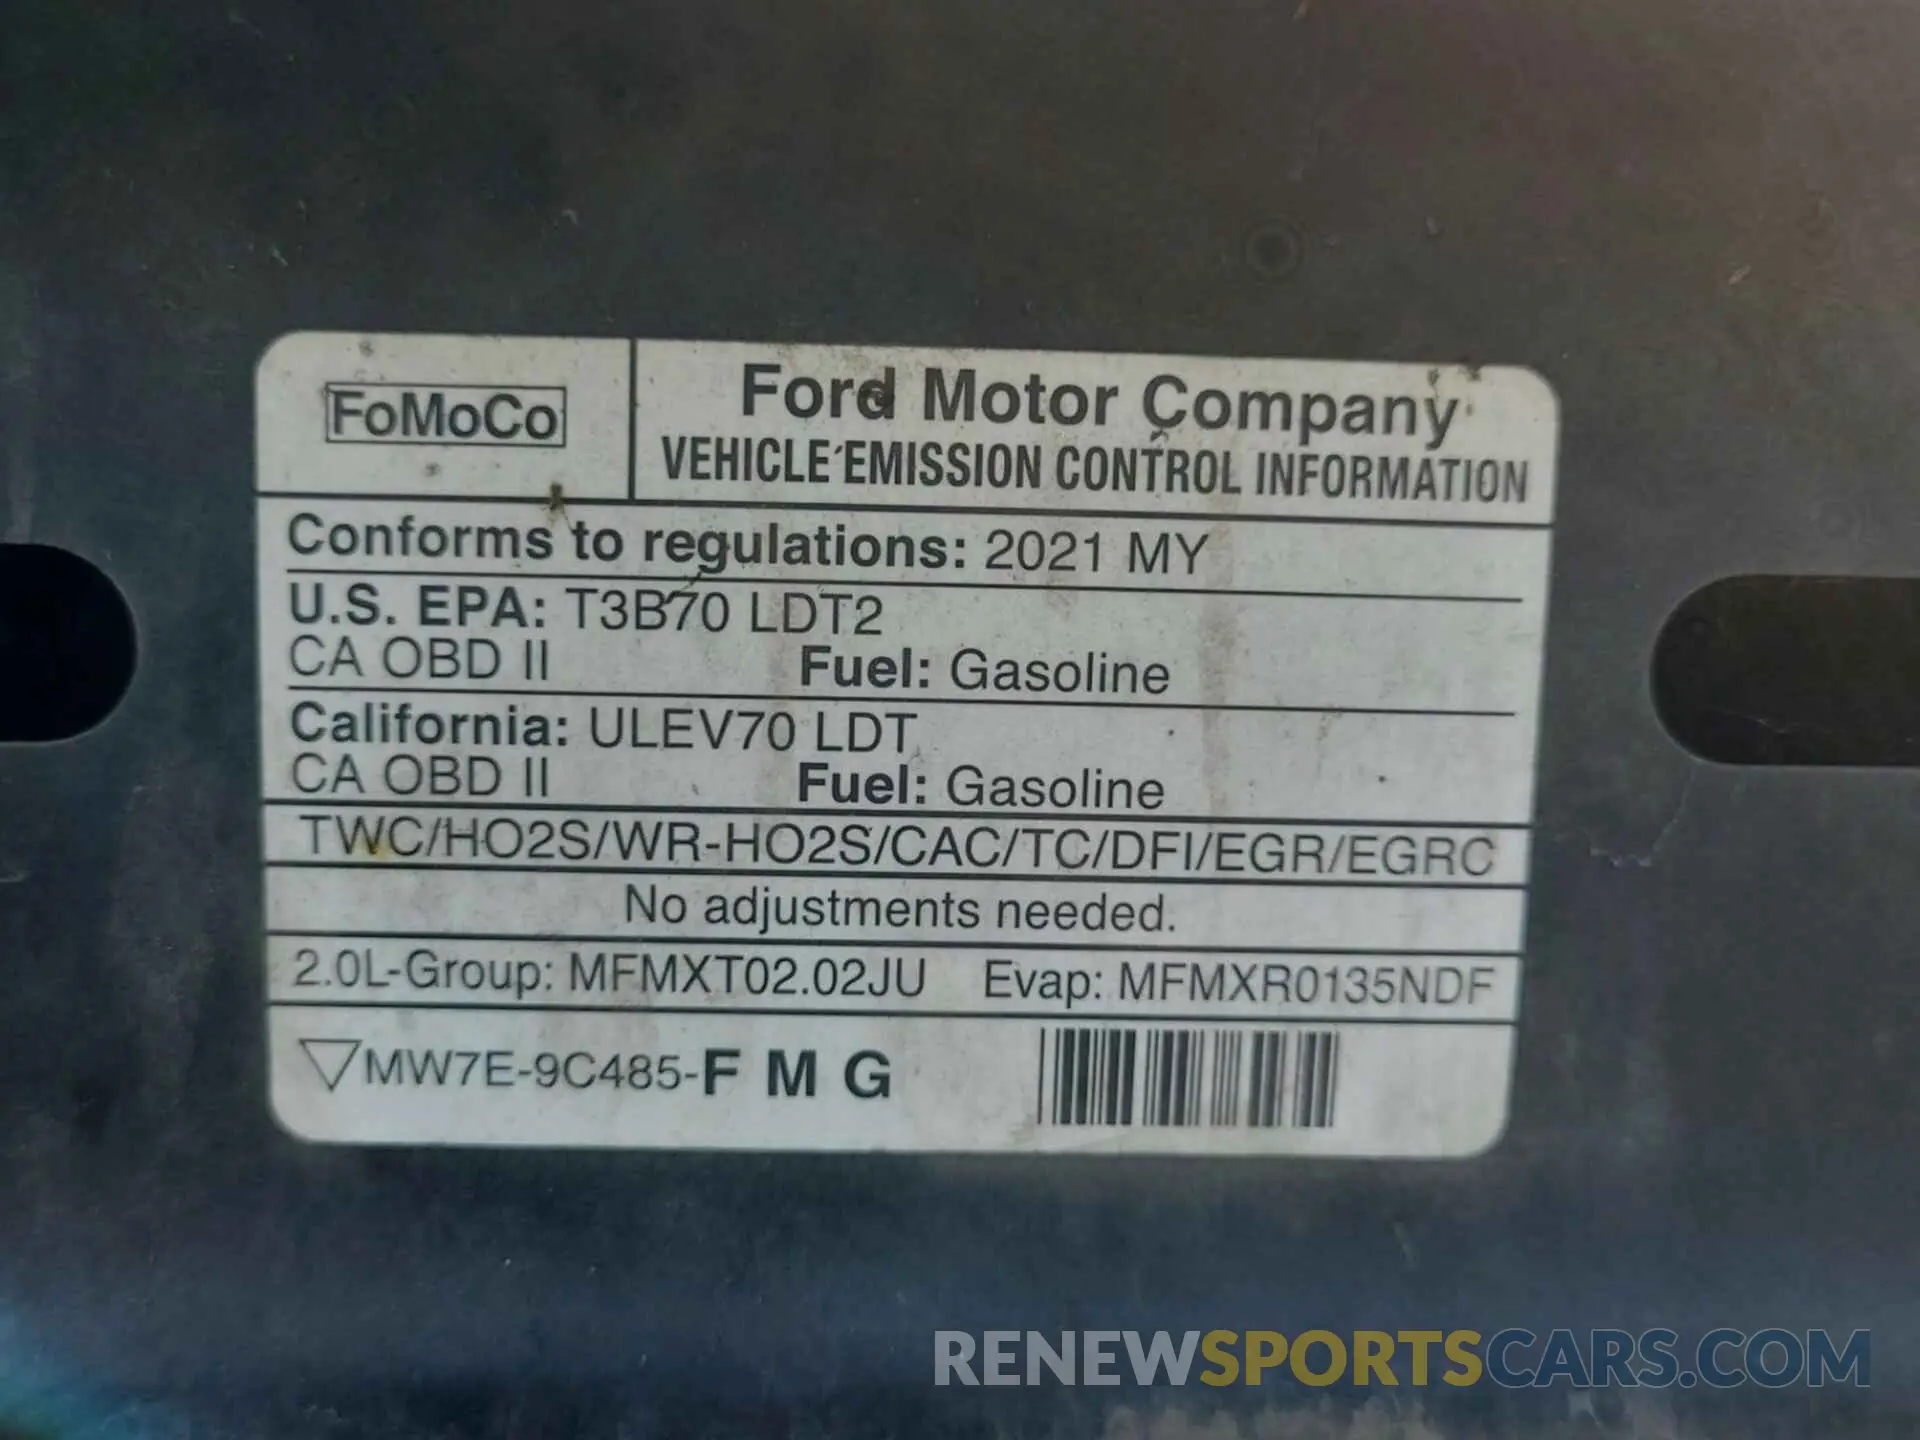 FoMoCo
Ford Motor Company
VEHICLE EMISSION CONTROL INFORMATION
Conforms to regulations: 2021 MY
U.S. EPA: T3B70 LDT2
CA OBD II Fuel: Gasoline
California: ULEV70 LDT
CA OBD II Fuel: Gasoline
TWC/HO2S/WR-HO2S/CAC/TC/DFI/EGR/EGRC
No adjustments needed.
2.0L-Group: MFMXT02.02JU Evap: MFMXR0135NDF
MW7E-9C485-F M G
RENEWSPORTSCARS.COM